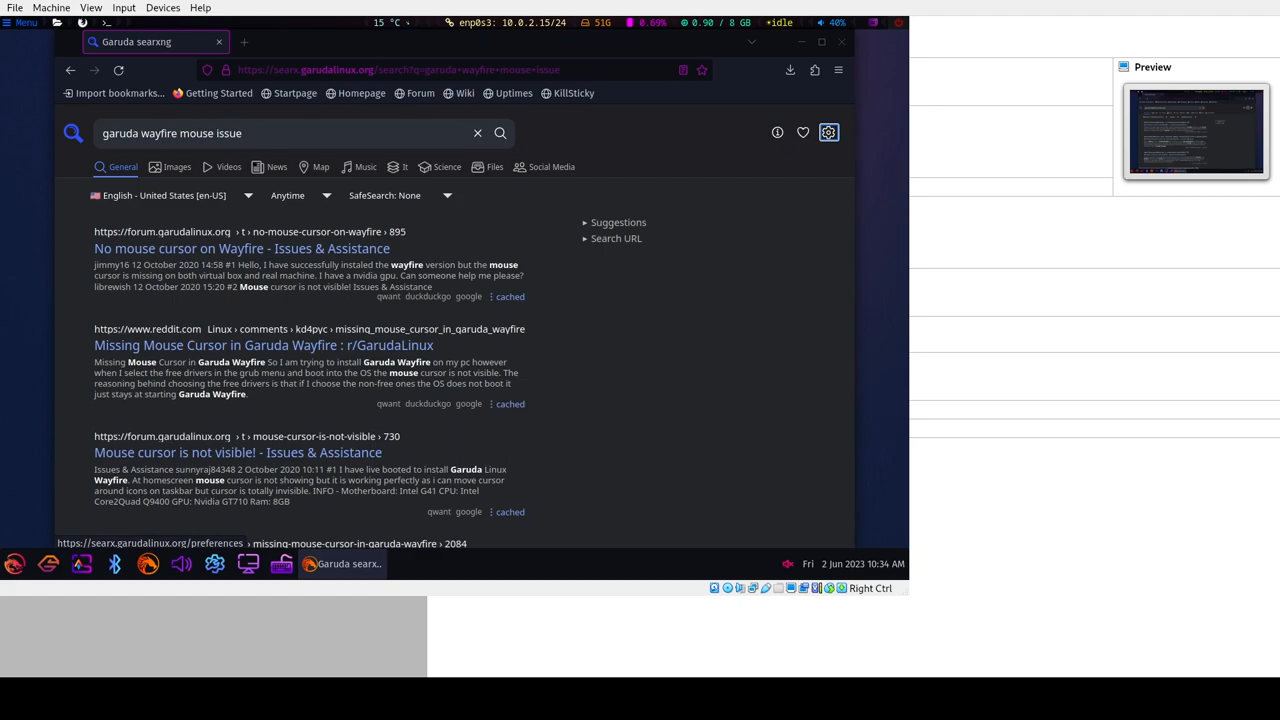 File Machine View Input Devices Help
Menu >_ 15 °C enp0s3: 10.0.2.15/24 51G 0.69% 0.90 / 8 GB idle 40%
Garuda searxng
https://searx.garudalinux.org/search?q=garuda+wayfire+mouse+issue
Import bookmarks... Getting Started Startpage Homepage Forum Wiki Uptimes KillSticky
Preview
garuda wayfire mouse issue
General Images Videos News Map Music It Science Files Social Media
English - United States [en-US] Anytime SafeSearch: None
https://forum.garudalinux.org › t › no-mouse-cursor-on-wayfire › 895
No mouse cursor on Wayfire - Issues & Assistance
jimmy16 12 October 2020 14:58 #1 Hello, I have successfully instaled the wayfire version but the mouse
cursor is missing on both virtual box and real machine. I have a nvidia gpu. Can someone help me please?
librewish 12 October 2020 15:20 #2 Mouse cursor is not visible! Issues & Assistance
qwant duckduckgo google cached
Suggestions
Search URL
https://www.reddit.com Linux › comments › kd4pyc › missing_mouse_cursor_in_garuda_wayfire
Missing Mouse Cursor in Garuda Wayfire : r/GarudaLinux
Missing Mouse Cursor in Garuda Wayfire So I am trying to install Garuda Wayfire on my pc however
when I select the free drivers in the grub menu and boot into the OS the mouse cursor is not visible. The
reasoning behind choosing the free drivers is that if I choose the non-free ones the OS does not boot it
just stays at starting Garuda Wayfire.
qwant duckduckgo google cached
https://forum.garudalinux.org › t › mouse-cursor-is-not-visible › 730
Mouse cursor is not visible! - Issues & Assistance
Issues & Assistance sunnyraj84348 2 October 2020 10:11 #1 I have live booted to install Garuda Linux
Wayfire. At homescreen mouse cursor is not showing but it is working perfectly as i can move cursor
around icons on taskbar but cursor is totally invisible. INFO - Motherboard: Intel G41 CPU: Intel
Core2Quad Q9400 GPU: Nvidia GT710 Ram: 8GB
qwant google cached
https://searx.garudalinux.org/preferences › missing-mouse-cursor-in-garuda-wayfire › 2084
Garuda searx.. Fri 2 Jun 2023 10:34 AM
Right Ctrl